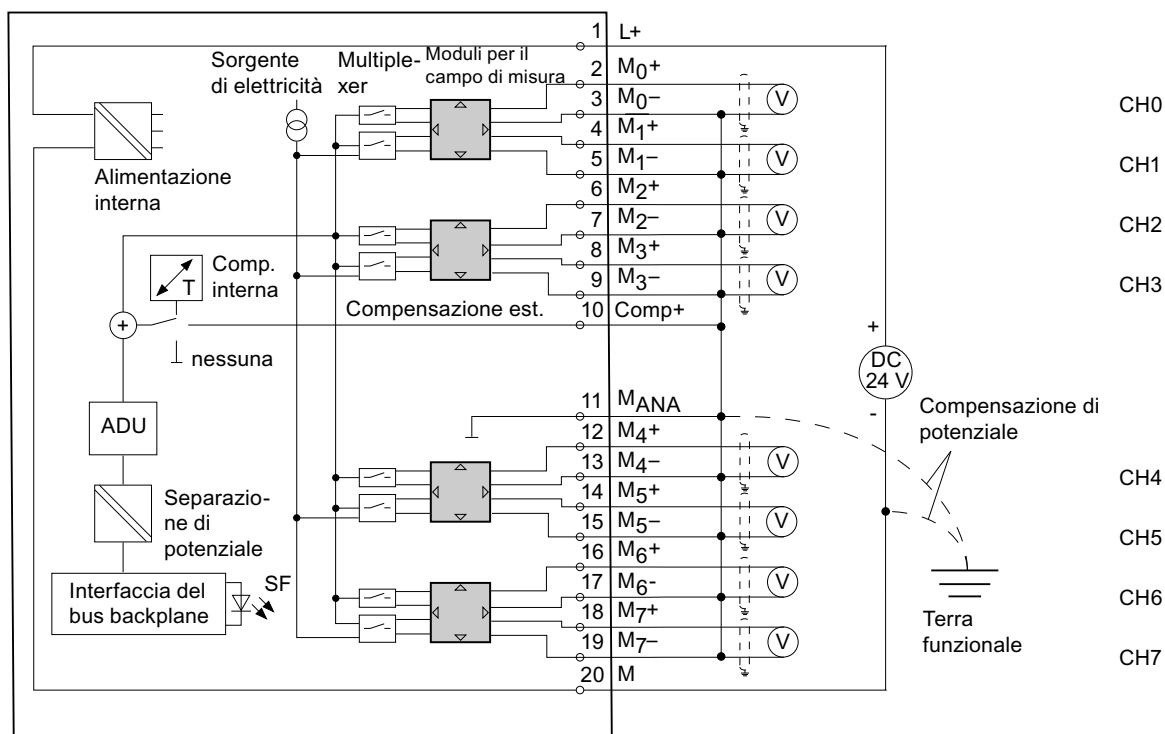 1 L+
Sorgente
di elettricità
Multiple-
xer
Moduli per il
campo di misura
2 M0+
3 M0–
4 M1+
5 M1–
6 M2+
7 M2–
8 M3+
9 M3–
10 Comp+
V
CH0
V
CH1
V
CH2
V
CH3
Alimentazione
interna
T
Comp.
interna
Compensazione est.
+
nessuna
+
DC
24 V
-
Compensazione di
potenziale
11 MANA
12 M4+
13 M4–
14 M5+
15 M5–
16 M6+
17 M6-
18 M7+
19 M7–
20 M
V
CH4
V
CH5
V
CH6
V
CH7
ADU
Separazio-
ne di
potenziale
Interfaccia del
bus backplane
SF
Terra
funzionale